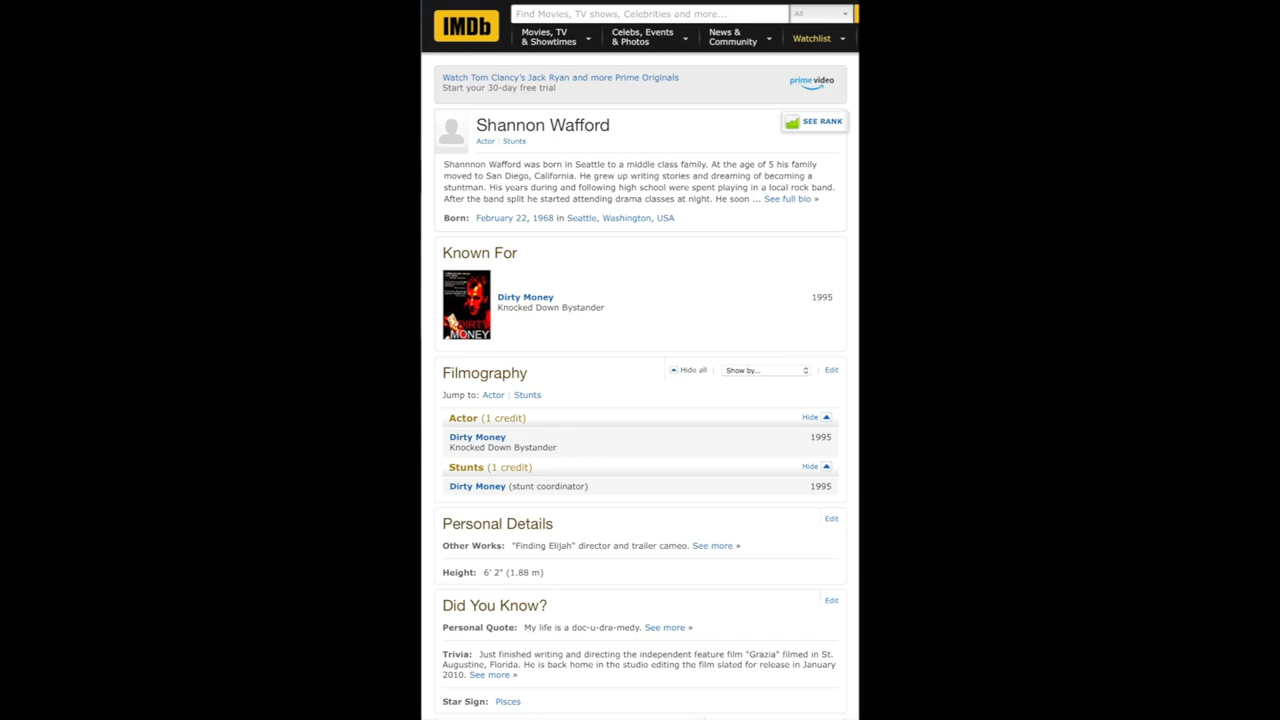 IMDb
Find Movies, TV shows, Celebrities and more...
All
Movies, TV
& Showtimes
Celebs, Events
& Photos
News &
Community
Watchlist
Watch Tom Clancy's Jack Ryan and more Prime Originals
Start your 30-day free trial
prime video
Shannon Wafford
SEE RANK
Actor | Stunts
Shannnon Wafford was born in Seattle to a middle class family. At the age of 5 his family
moved to San Diego, California. He grew up writing stories and dreaming of becoming a
stuntman. His years during and following high school were spent playing in a local rock band.
After the band split he started attending drama classes at night. He soon ... See full bio »
Born: February 22, 1968 in Seattle, Washington, USA
Known For
Dirty Money 1995
Knocked Down Bystander
DIRTY
MONEY
Filmography
Hide all | Show by... | Edit
Jump to: Actor | Stunts
Actor (1 credit) Hide
Dirty Money 1995
Knocked Down Bystander
Stunts (1 credit) Hide
Dirty Money (stunt coordinator) 1995
Personal Details Edit
Other Works: "Finding Elijah" director and trailer cameo. See more »
Height: 6' 2" (1.88 m)
Did You Know? Edit
Personal Quote: My life is a doc-u-dra-medy. See more »
Trivia: Just finished writing and directing the independent feature film "Grazia" filmed in St.
Augustine, Florida. He is back home in the studio editing the film slated for release in January
2010. See more »
Star Sign: Pisces